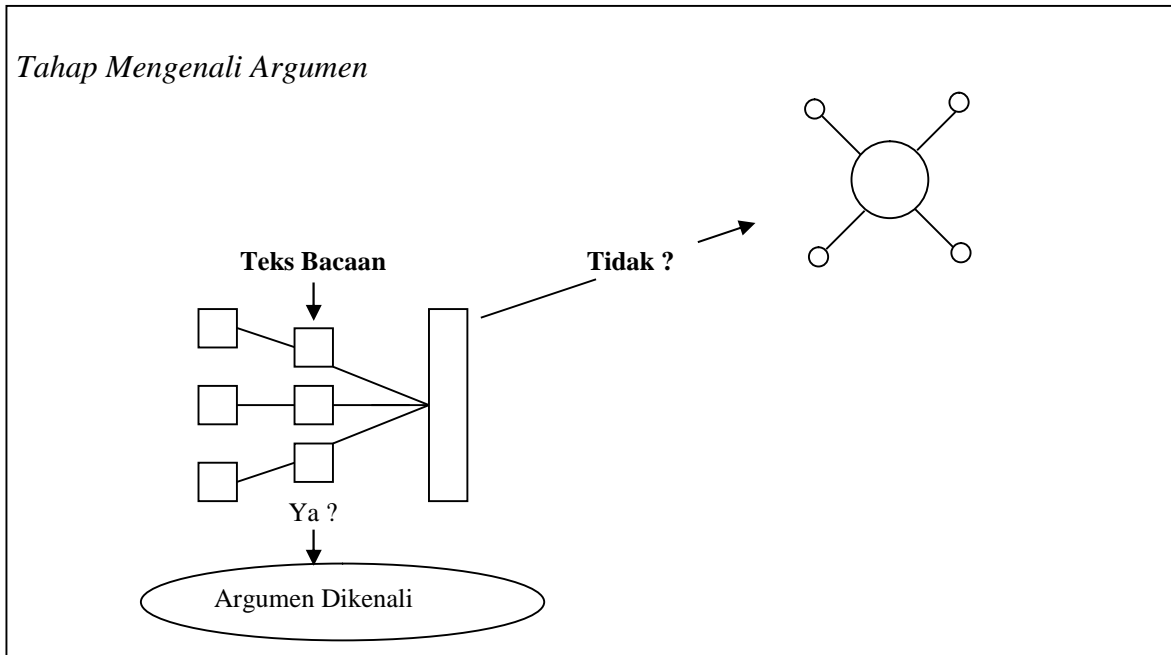 Tahap Mengenali Argumen
Teks Bacaan
Tidak ?
Ya ?
Argumen Dikenali